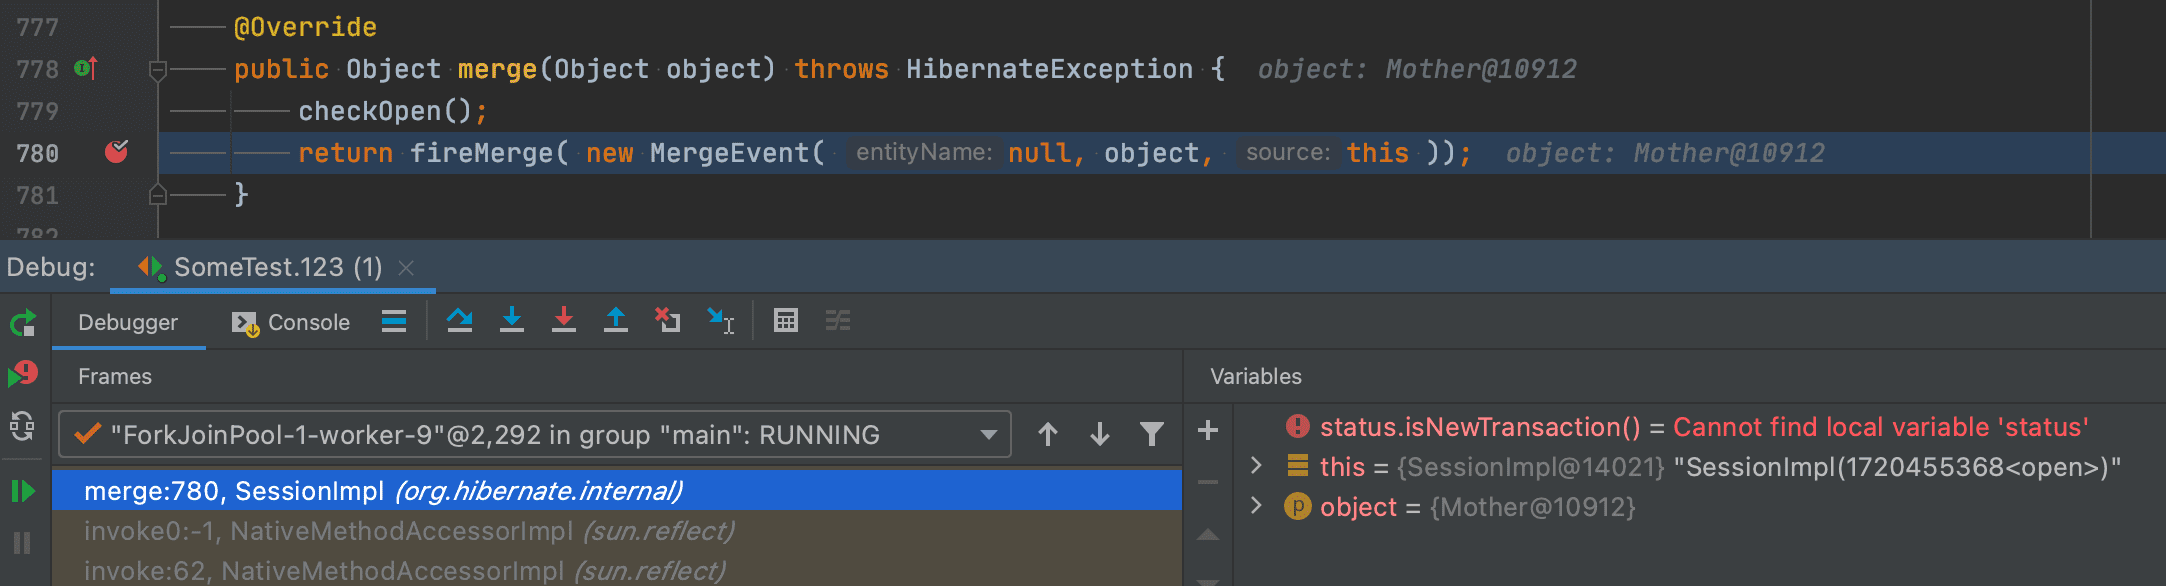 777 @Override
778 public Object merge(Object object) throws HibernateException { object: Mother@10912
779 checkOpen();
780 return fireMerge( new MergeEvent( entityName: null, object, source: this )); object: Mother@10912
781 }
782
Debug: SomeTest.123 (1)
Debugger Console
Frames
Variables
"ForkJoinPool-1-worker-9"@2,292 in group "main": RUNNING
merge:780, SessionImpl (org.hibernate.internal)
invoke0:-1, NativeMethodAccessorImpl (sun.reflect)
invoke:62, NativeMethodAccessorImpl (sun.reflect)
status.isNewTransaction() = Cannot find local variable 'status'
this = {SessionImpl@14021} "SessionImpl(1720455368<open>)"
object = {Mother@10912}